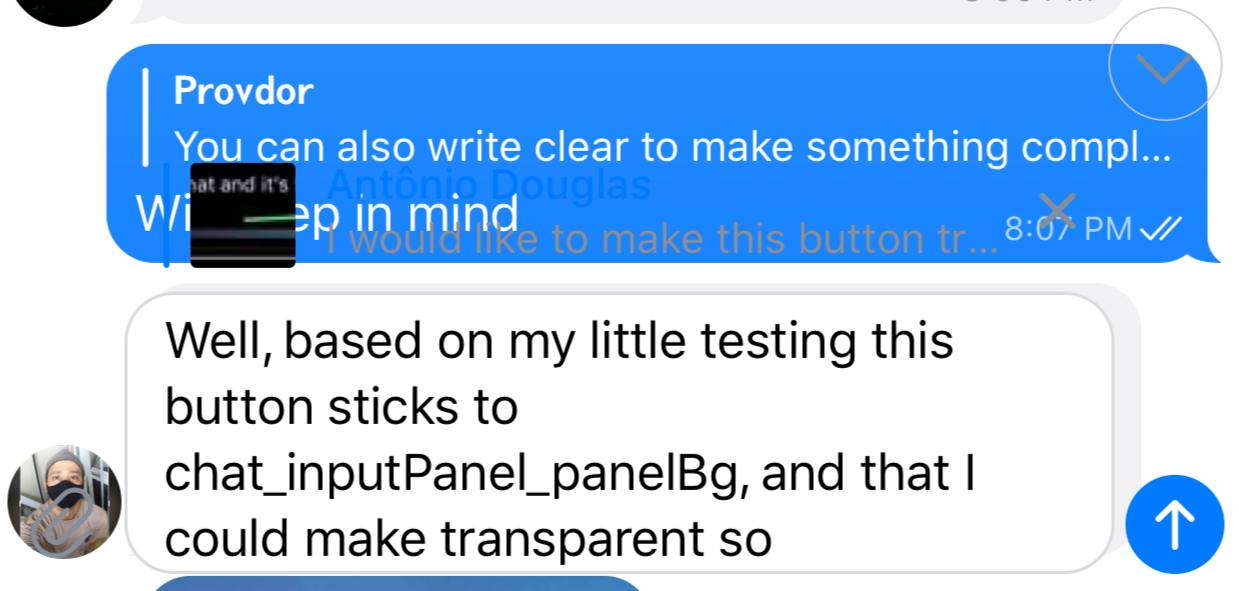 Provdor
You can also write clear to make something compl...
hat and it's
Antônio Douglas
ep in mind
I would like to make this button tr...
8:07 PM
Well, based on my little testing this
button sticks to
chat_inputPanel_panelBg, and that I
could make transparent so